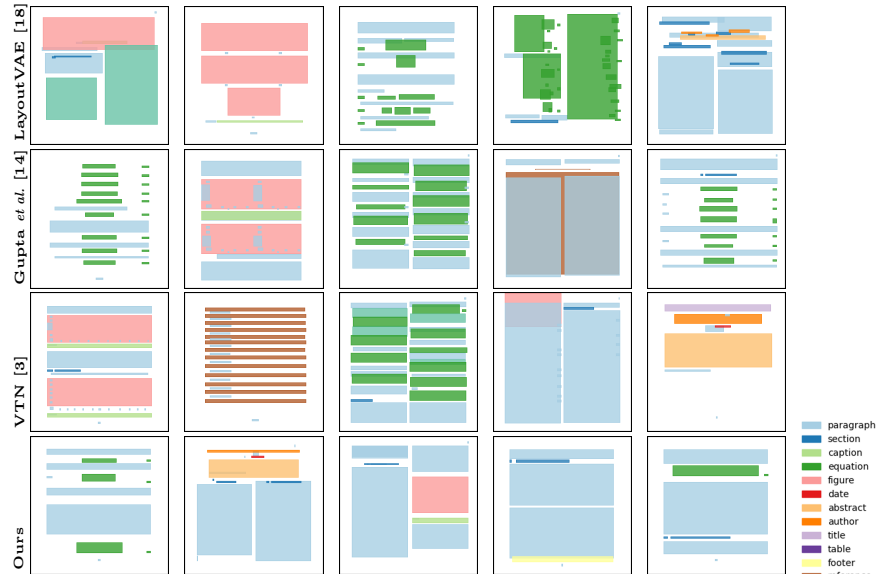 LayoutVAE [18]
Gupta et al. [14]
VTN [3]
Ours
paragraph
section
caption
equation
figure
date
abstract
author
title
table
footer